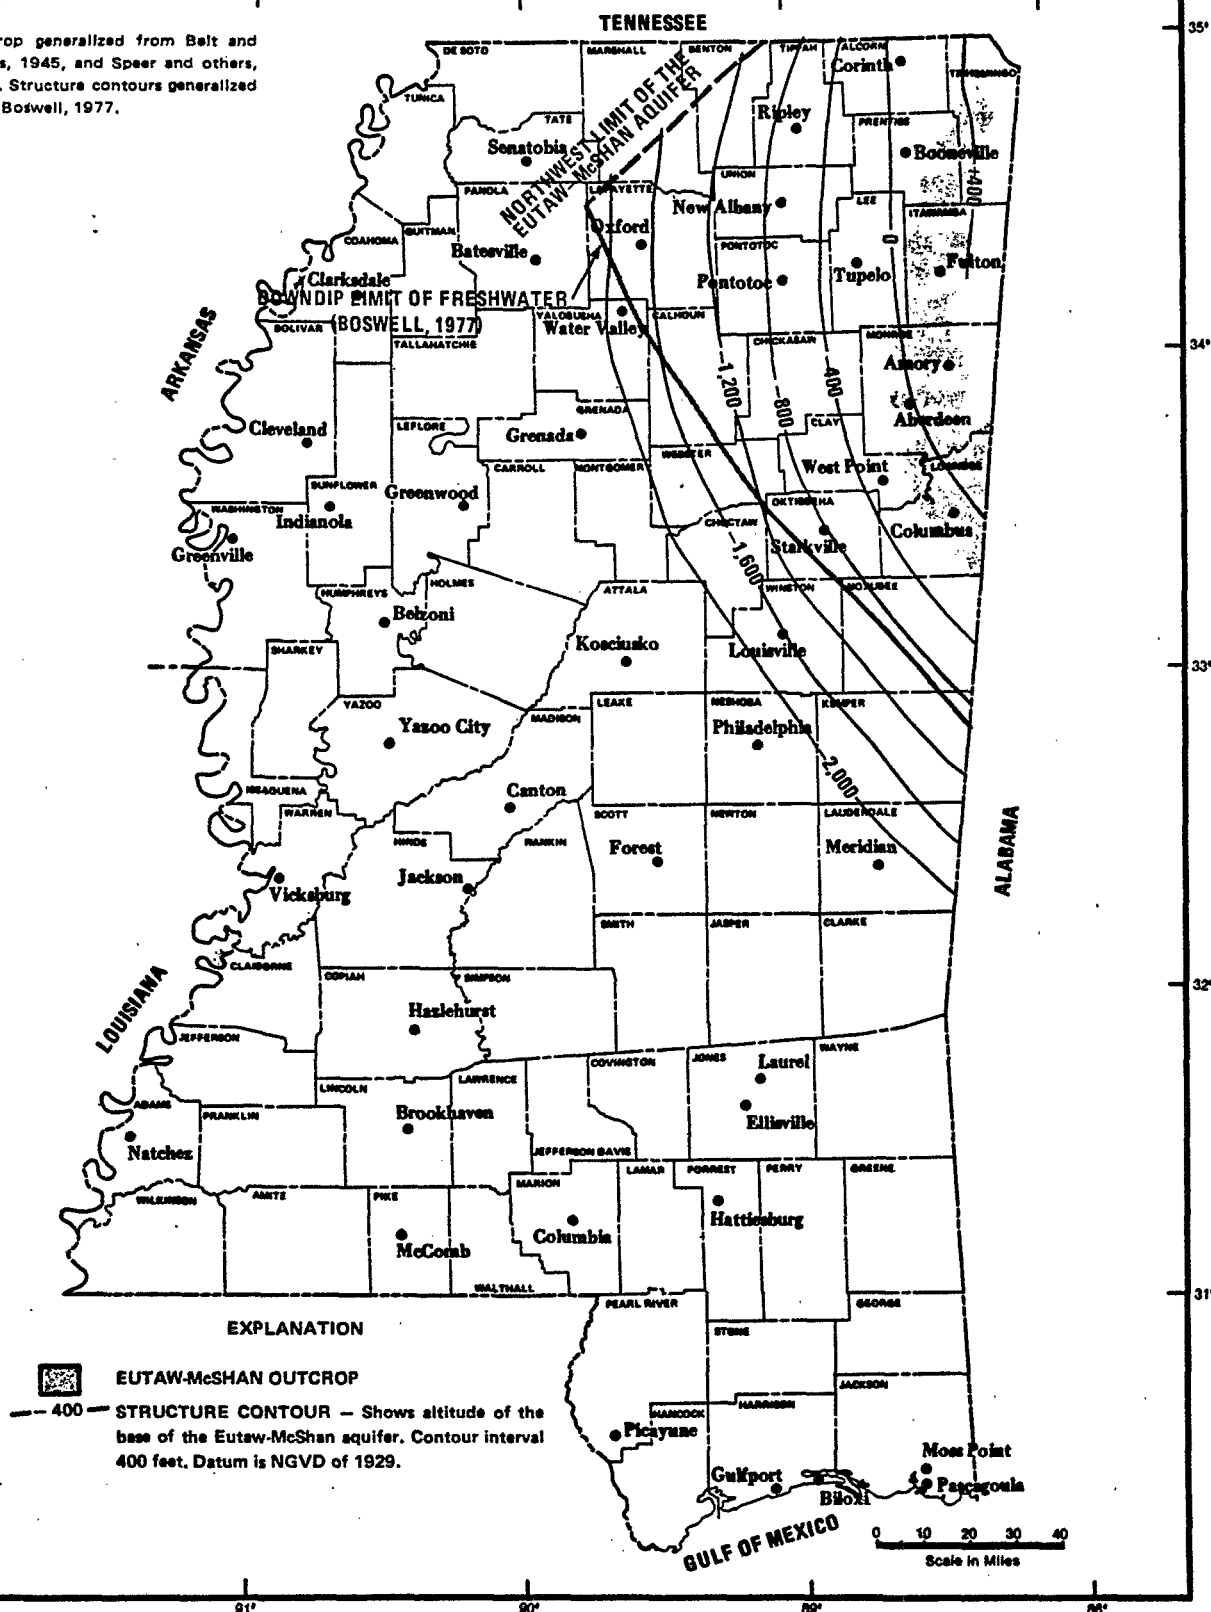 TENNESSEE
rop generalized from Belt and
s, 1945, and Speer and others,
. Structure contours generalized
Boswell, 1977.
35°
DE SOTO
MARSHALL
BENTON
TIPPAH
ALCORN
TISHOMINGO
Corinth
TUNICA
TATE
Senatobia
NORTHWEST LIMIT OF THE
EUTAW-McSHAN AQUIFER
Ripley
PRENTISS
Booneville
PANOLA
LAFAYETTE
UNION
New Albany
LEE
ITAWAMBA
+400
COAHOMA
QUITMAN
Batesville
Oxford
PONTOTOC
Pontotoc
0
Tupelo
Fulton
Clarksdale
DOWNDIP LIMIT OF FRESHWATER
(BOSWELL, 1977)
BOLIVAR
TALLAHATCHIE
YALOBUSHA
Water Valley
CALHOUN
CHICKASAW
MONROE
34°
ARKANSAS
Amory
Aberdeen
-1,200
-800
400
Cleveland
LEFLORE
GRENADA
Grenada
CLAY
WEBSTER
West Point
LOWNDES
CARROLL
MONTGOMERY
SUNFLOWER
Greenwood
WASHINGTON
Indianola
Greenville
OKTIBBEHA
CHOCTAW
Starkville
Columbus
-1,600
HOLMES
HUMPHREYS
Belzoni
ATTALA
WINSTON
NOXUBEE
Kosciusko
Louisville
SHARKEY
33°
YAZOO
Yazoo City
MADISON
LEAKE
NESHOBA
KEMPER
Philadelphia
-2,000
ISSAQUENA
WARREN
Canton
HINDS
RANKIN
SCOTT
NEWTON
LAUDERDALE
Forest
Meridian
ALABAMA
Vicksburg
Jackson
SMITH
JASPER
CLARKE
LOUISIANA
CLAIBORNE
COPIAH
SIMPSON
32°
Hazlehurst
JEFFERSON
COVINGTON
JONES
WAYNE
Laurel
Ellisville
LINCOLN
LAWRENCE
ADAMS
FRANKLIN
Brookhaven
Natchez
JEFFERSON DAVIS
WILKINSON
AMITE
PIKE
MARION
LAMAR
FORREST
PERRY
GREENE
Hattiesburg
Columbia
McComb
WALTHALL
PEARL RIVER
GEORGE
31°
STONE
JACKSON
HANCOCK
HARRISON
Picayune
Gulfport
Biloxi
Moss Point
Pascagoula
GULF OF MEXICO
EXPLANATION
EUTAW-McSHAN OUTCROP
— 400 — STRUCTURE CONTOUR — Shows altitude of the
base of the Eutaw-McShan aquifer. Contour interval
400 feet. Datum is NGVD of 1929.
0 10 20 30 40
Scale in Miles
91° 90° 89° 88°